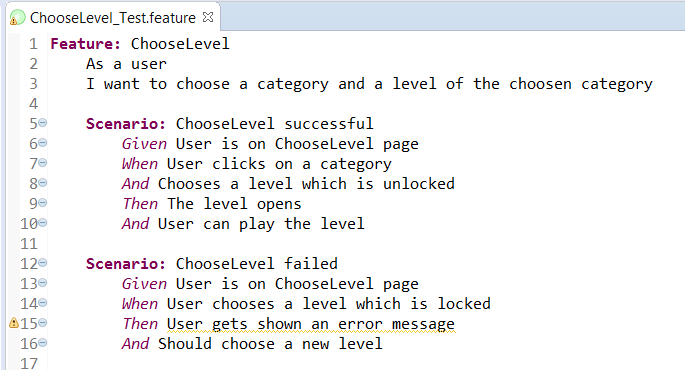 ChooseLevel_Test.feature
1 Feature: ChooseLevel
2 As a user
3 I want to choose a category and a level of the choosen category
4
5 Scenario: ChooseLevel successful
6 Given User is on ChooseLevel page
7 When User clicks on a category
8 And Chooses a level which is unlocked
9 Then The level opens
10 And User can play the level
11
12 Scenario: ChooseLevel failed
13 Given User is on ChooseLevel page
14 When User chooses a level which is locked
15 Then User gets shown an error message
16 And Should choose a new level
17